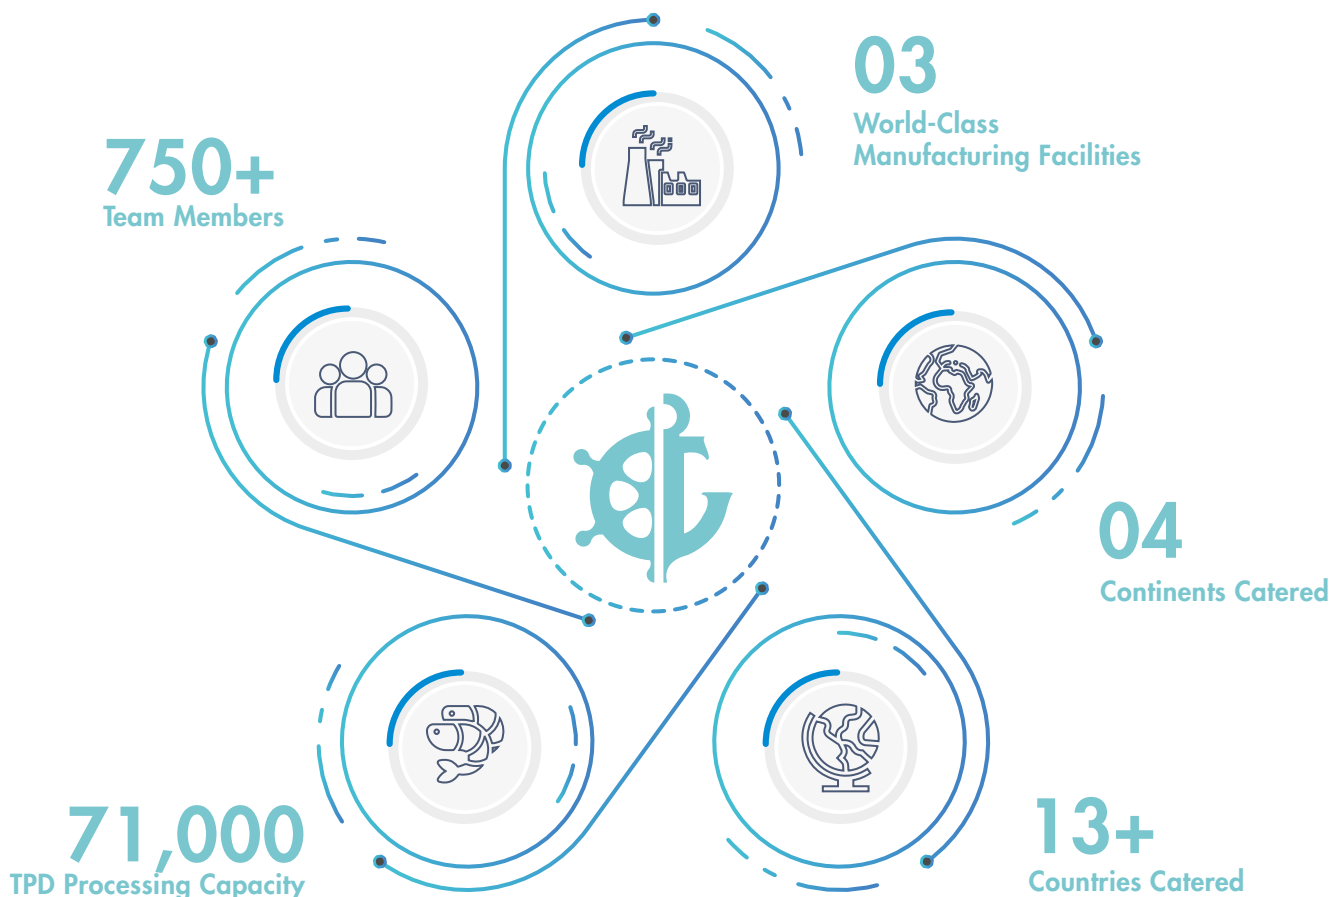 03
World-Class
Manufacturing Facilities
750+
Team Members
04
Continents Catered
71,000
TPD Processing Capacity
13+
Countries Catered